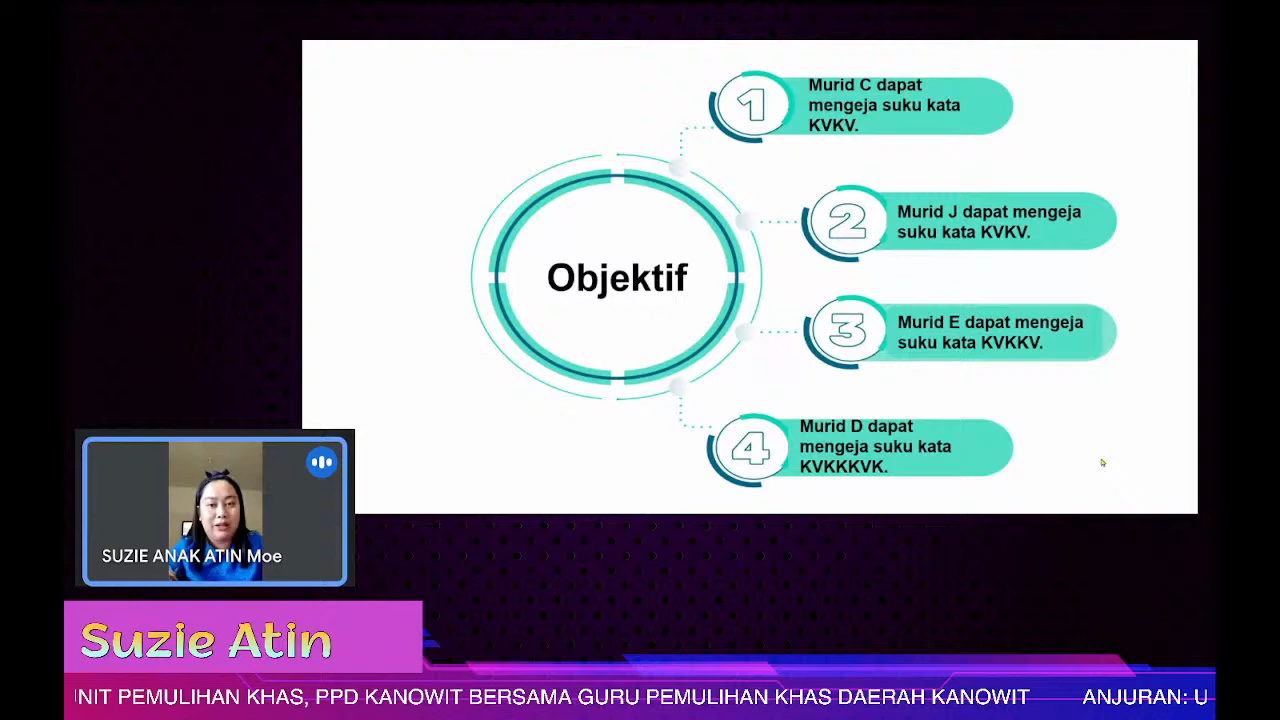 1
Murid C dapat
mengeja suku kata
KVKV.
2
Murid J dapat mengeja
suku kata KVKV.
Objektif
3
Murid E dapat mengeja
suku kata KVKKV.
4
Murid D dapat
mengeja suku kata
KVKKKVK.
SUZIE ANAK ATIN Moe
Suzie Atin
NIT PEMULIHAN KHAS, PPD KANOWIT BERSAMA GURU PEMULIHAN KHAS DAERAH KANOWIT ANJURAN: U